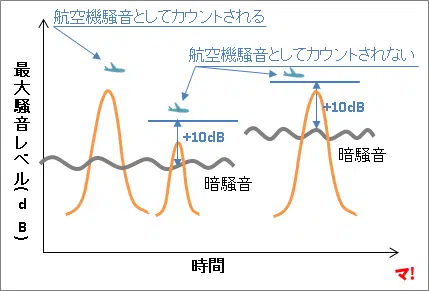 航空機騒音としてカウントされる
航空機騒音としてカウントされない
最大騒音レベル(dB)
+10dB
+10dB
暗騒音
暗騒音
時間
マ!